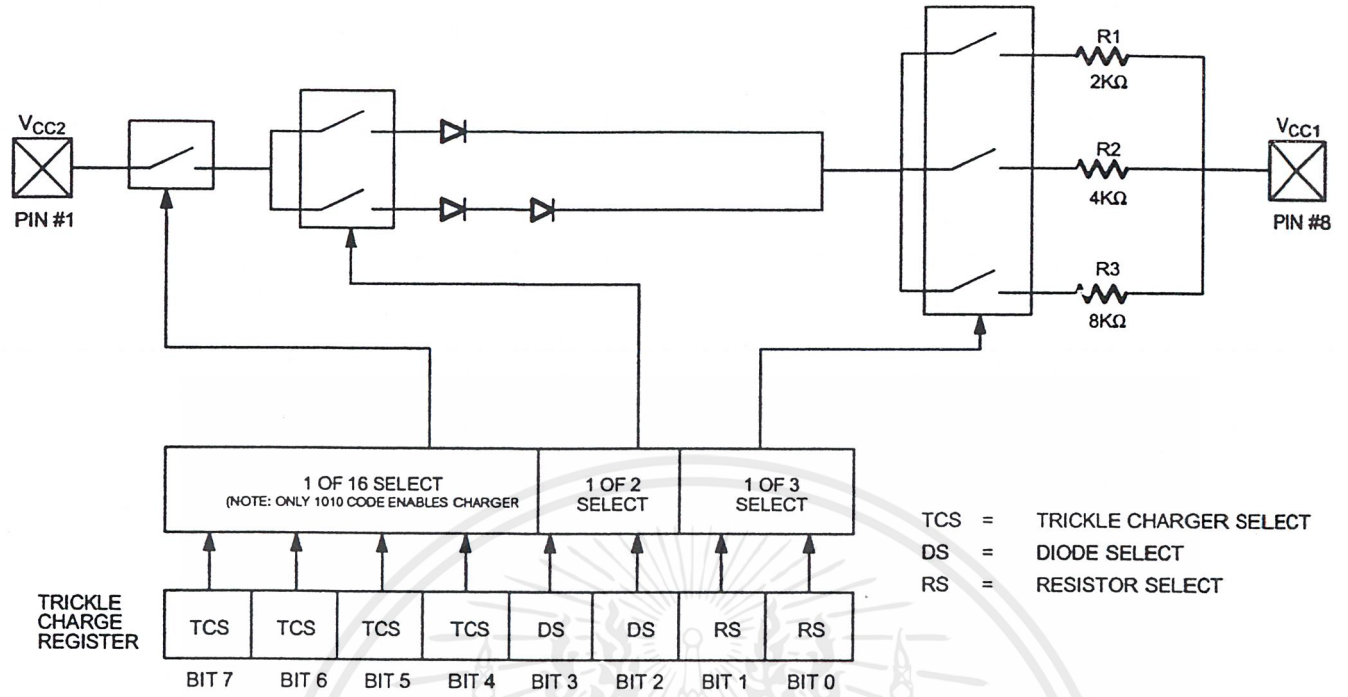 R1
2KΩ
VCC2
PIN #1
R2
4KΩ
VCC1
PIN #8
R3
8KΩ
1 OF 16 SELECT
(NOTE: ONLY 1010 CODE ENABLES CHARGER
1 OF 2
SELECT
1 OF 3
SELECT
TCS = TRICKLE CHARGER SELECT
DS = DIODE SELECT
RS = RESISTOR SELECT
TRICKLE
CHARGE
REGISTER
TCS TCS TCS TCS DS DS RS RS
BIT 7 BIT 6 BIT 5 BIT 4 BIT 3 BIT 2 BIT 1 BIT 0